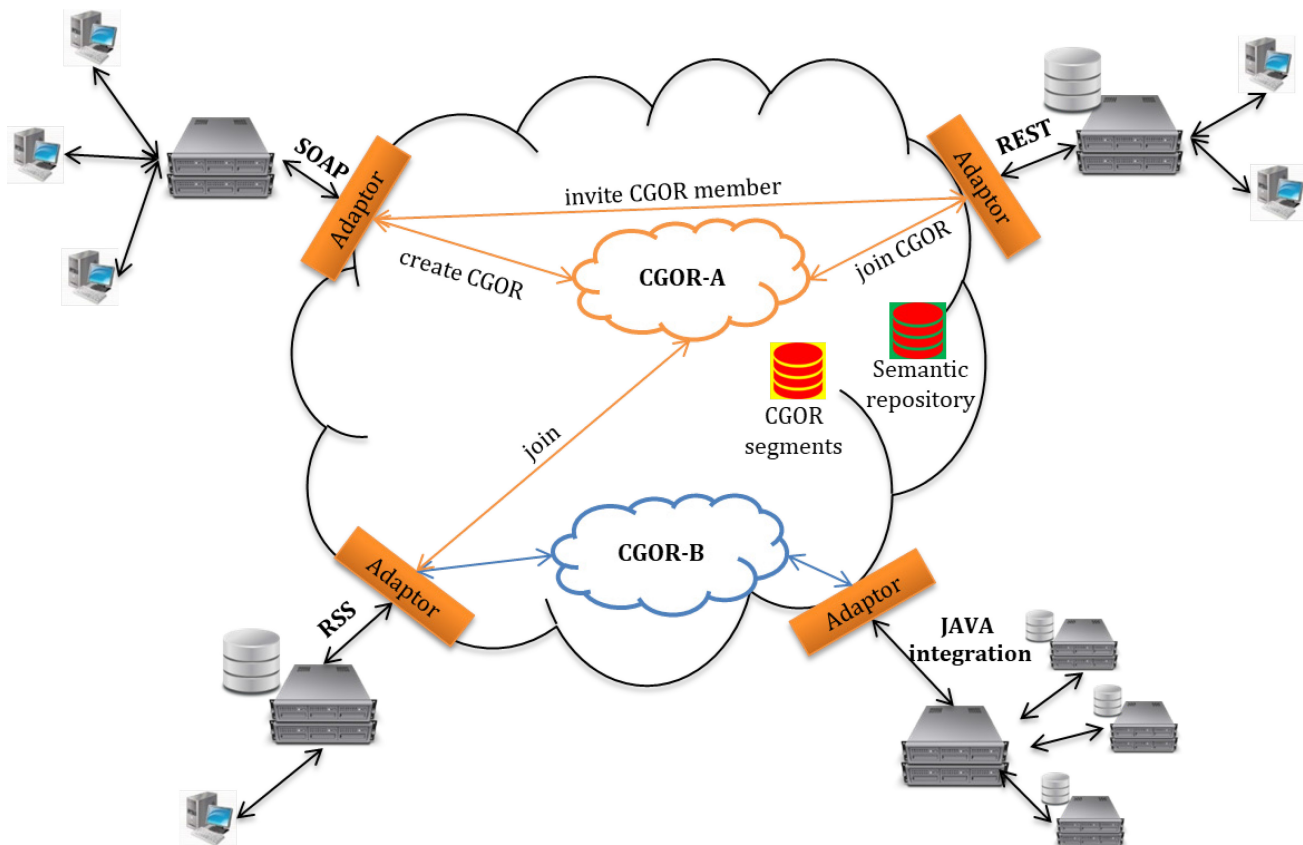 SOAP
Adaptor
REST
Adaptor
invite CGOR member
create CGOR
CGOR-A
join CGOR
Semantic
repository
CGOR
segments
join
CGOR-B
Adaptor
RSS
Adaptor
JAVA
integration